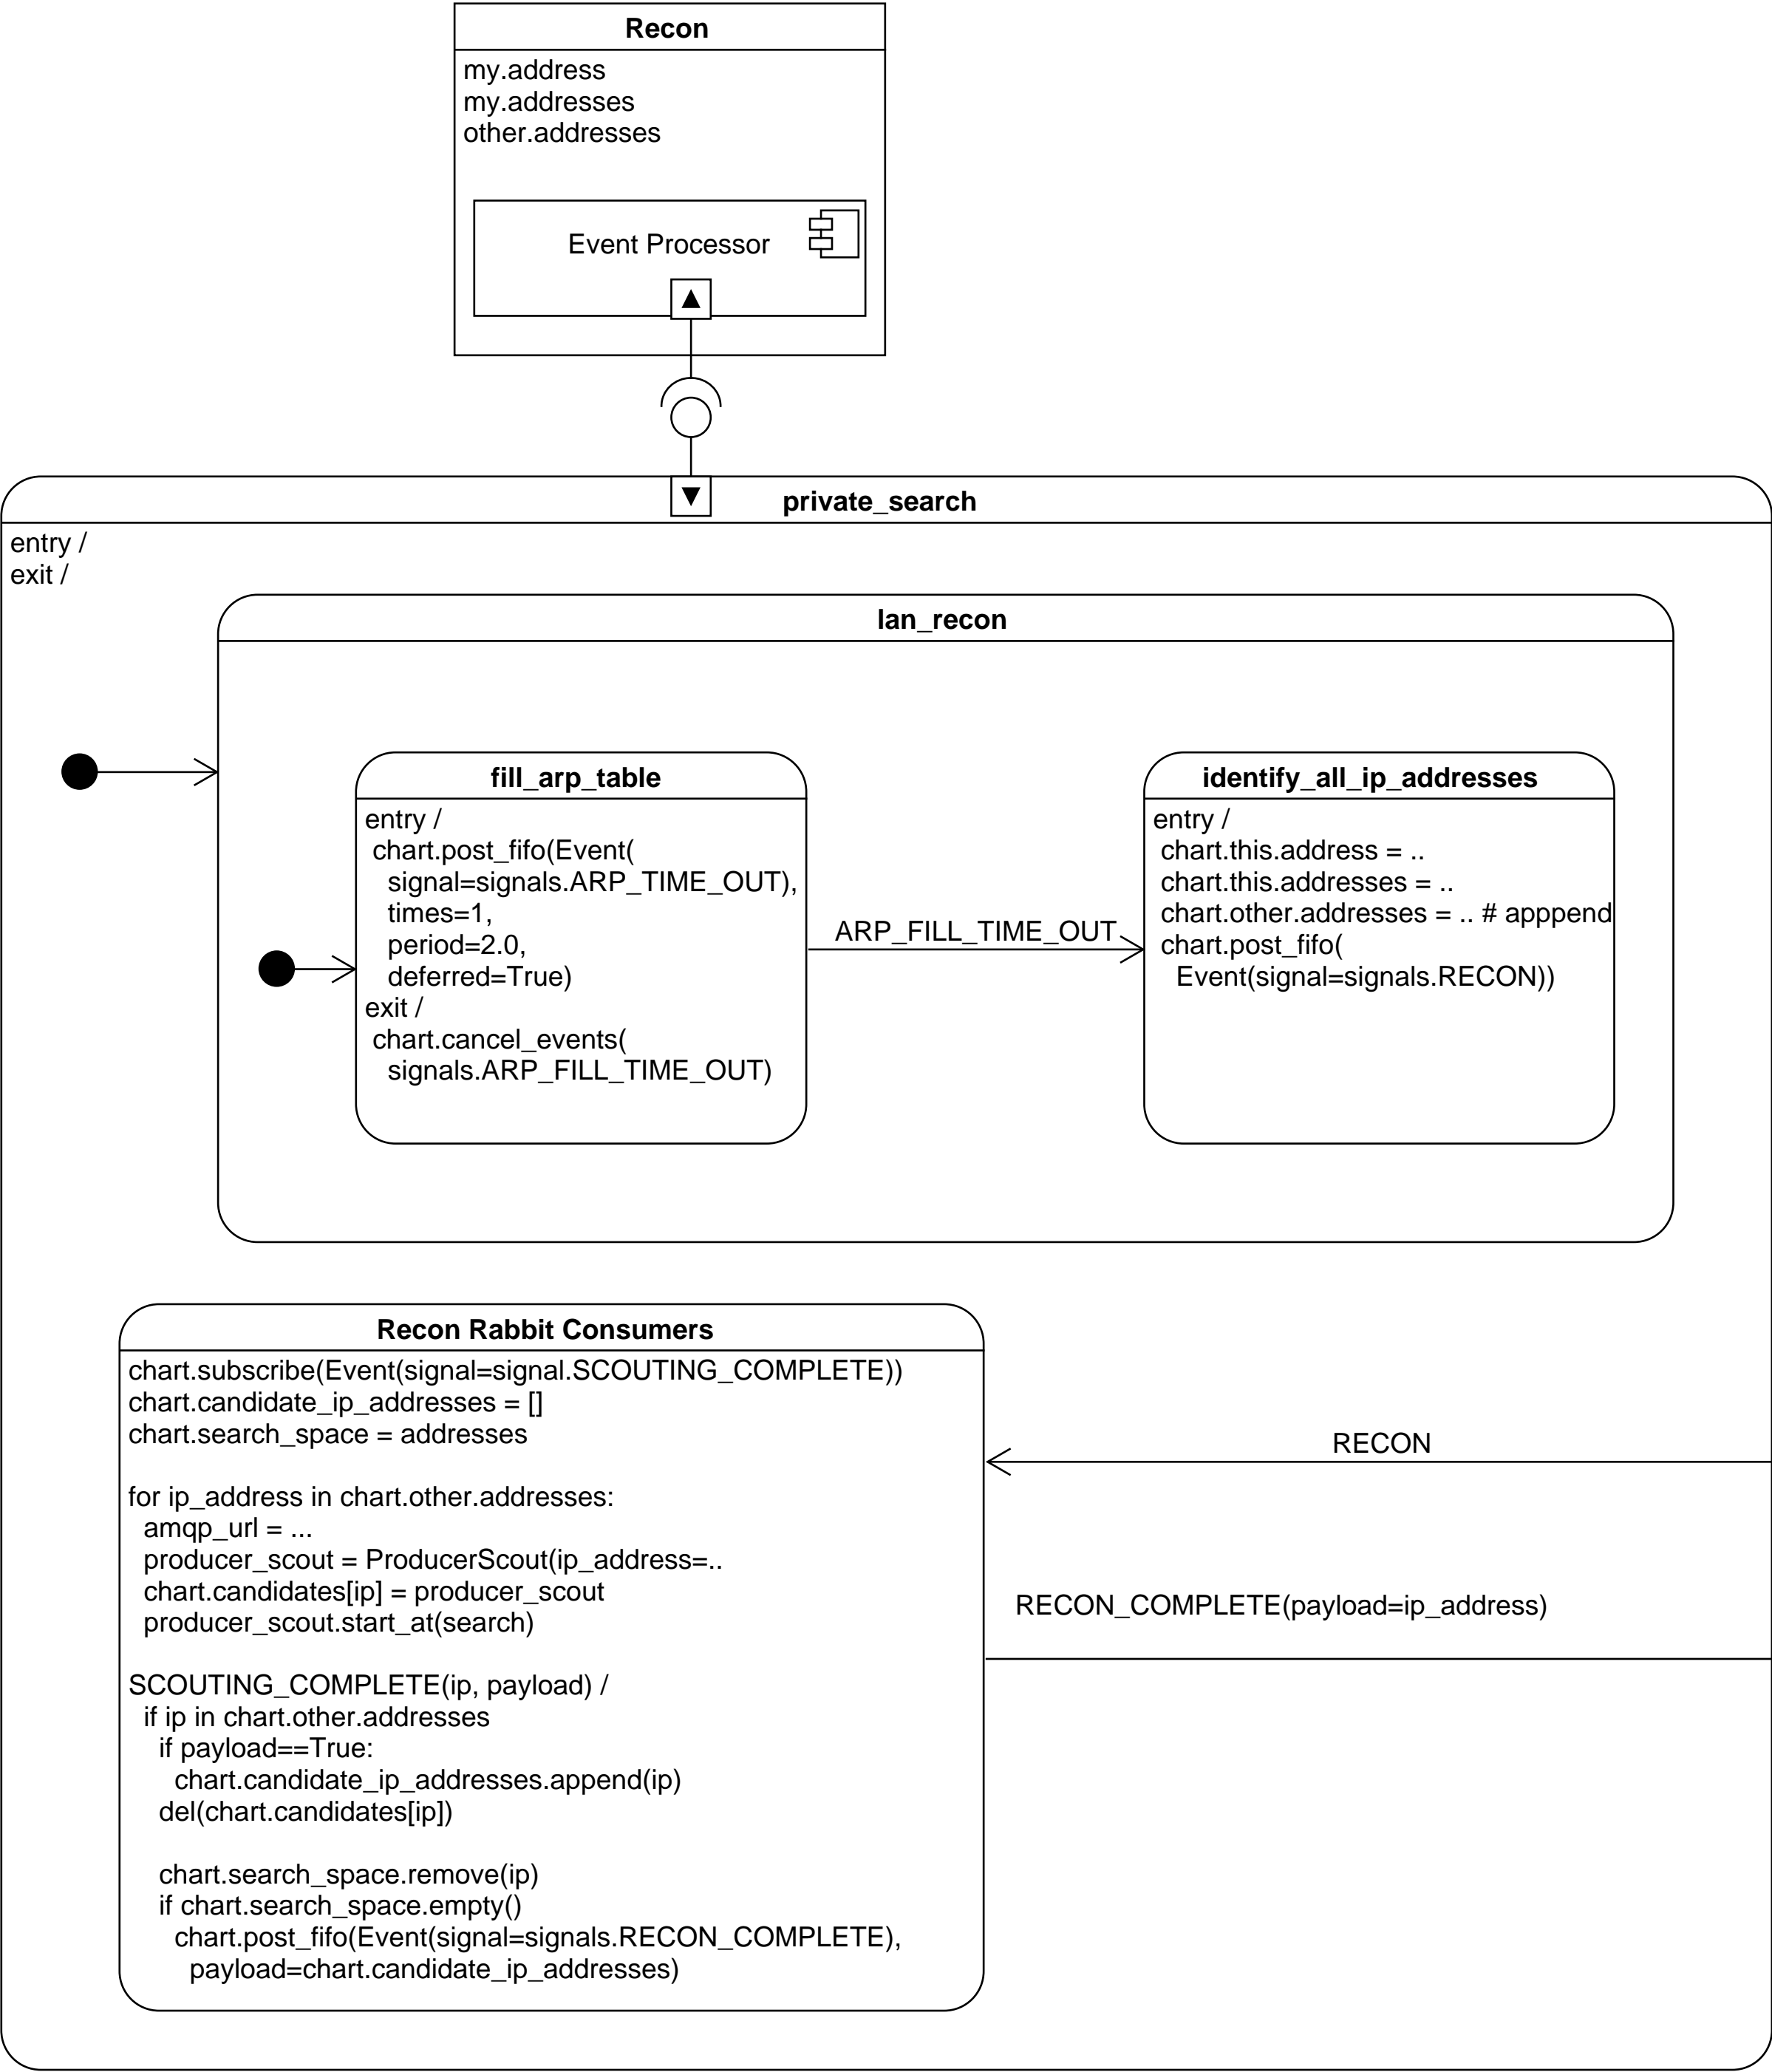 Recon
my.address
my.addresses
other.addresses
Event Processor
private_search
entry /
exit /
lan_recon
fill_arp_table
entry /
chart.post_fifo(Event(
signal=signals.ARP_TIME_OUT),
times=1,
period=2.0,
deferred=True)
exit /
chart.cancel_events(
signals.ARP_FILL_TIME_OUT)
ARP_FILL_TIME_OUT
identify_all_ip_addresses
entry /
chart.this.address = ..
chart.this.addresses = ..
chart.other.addresses = .. # apppend
chart.post_fifo(
Event(signal=signals.RECON))
Recon Rabbit Consumers
chart.subscribe(Event(signal=signal.SCOUTING_COMPLETE))
chart.candidate_ip_addresses = []
chart.search_space = addresses
for ip_address in chart.other.addresses:
amqp_url = ...
producer_scout = ProducerScout(ip_address=..
chart.candidates[ip] = producer_scout
producer_scout.start_at(search)
SCOUTING_COMPLETE(ip, payload) /
if ip in chart.other.addresses
if payload==True:
chart.candidate_ip_addresses.append(ip)
del(chart.candidates[ip])
chart.search_space.remove(ip)
if chart.search_space.empty()
chart.post_fifo(Event(signal=signals.RECON_COMPLETE),
payload=chart.candidate_ip_addresses)
RECON
RECON_COMPLETE(payload=ip_address)